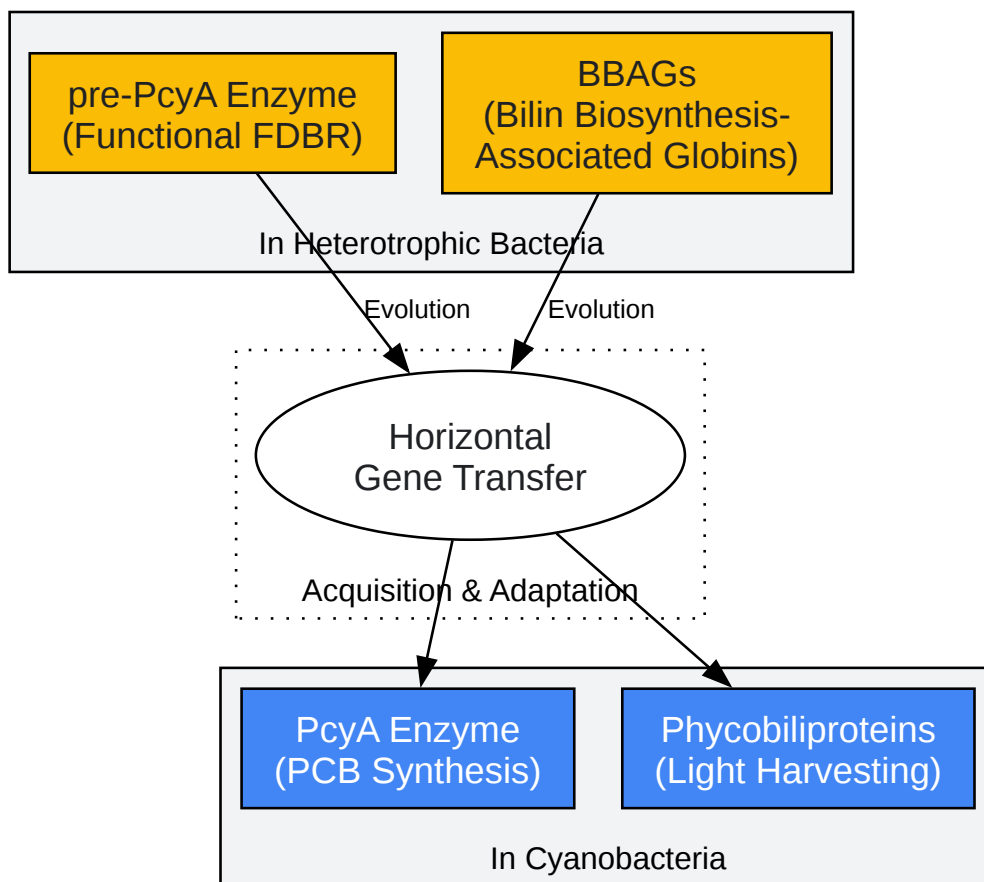 pre-PcyA Enzyme
(Functional FDBR)
BBAGs
(Bilin Biosynthesis-
Associated Globins)
In Heterotrophic Bacteria
Evolution
Evolution
Horizontal
Gene Transfer
Acquisition & Adaptation
PcyA Enzyme
(PCB Synthesis)
Phycobiliproteins
(Light Harvesting)
In Cyanobacteria